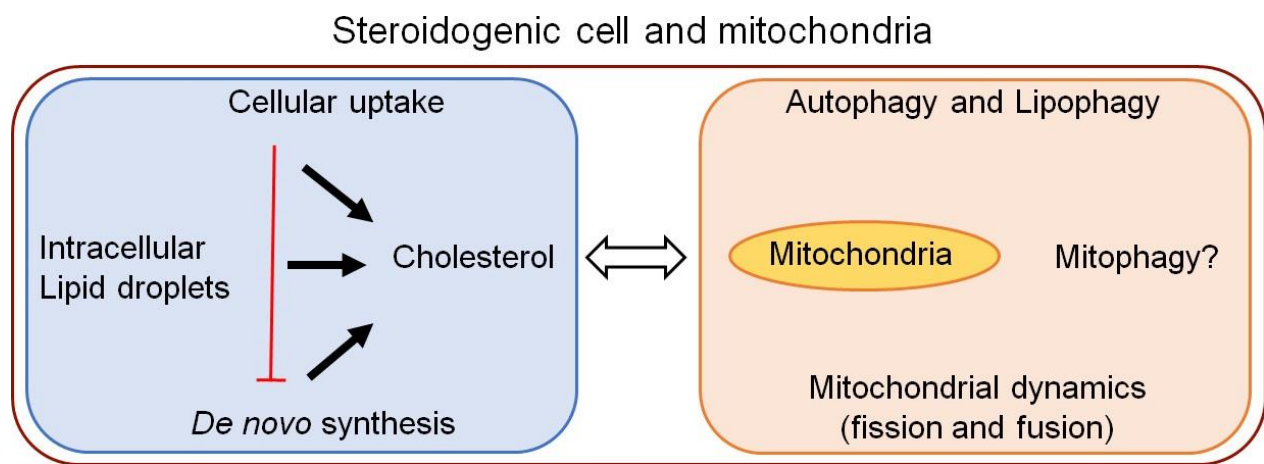 Steroidogenic cell and mitochondria
Cellular uptake
Intracellular
Lipid droplets
Cholesterol
De novo synthesis
Autophagy and Lipophagy
Mitochondria
Mitophagy?
Mitochondrial dynamics
(fission and fusion)